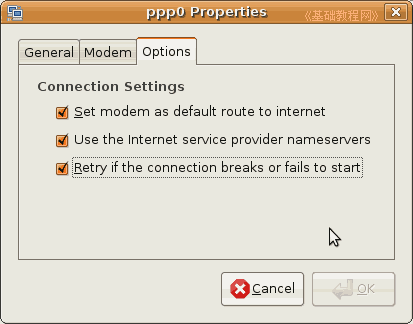 ppp0 Properties
《基础教程网》
General Modem Options
Connection Settings
Set modem as default route to internet
Use the Internet service provider nameservers
Retry if the connection breaks or fails to start
Cancel OK